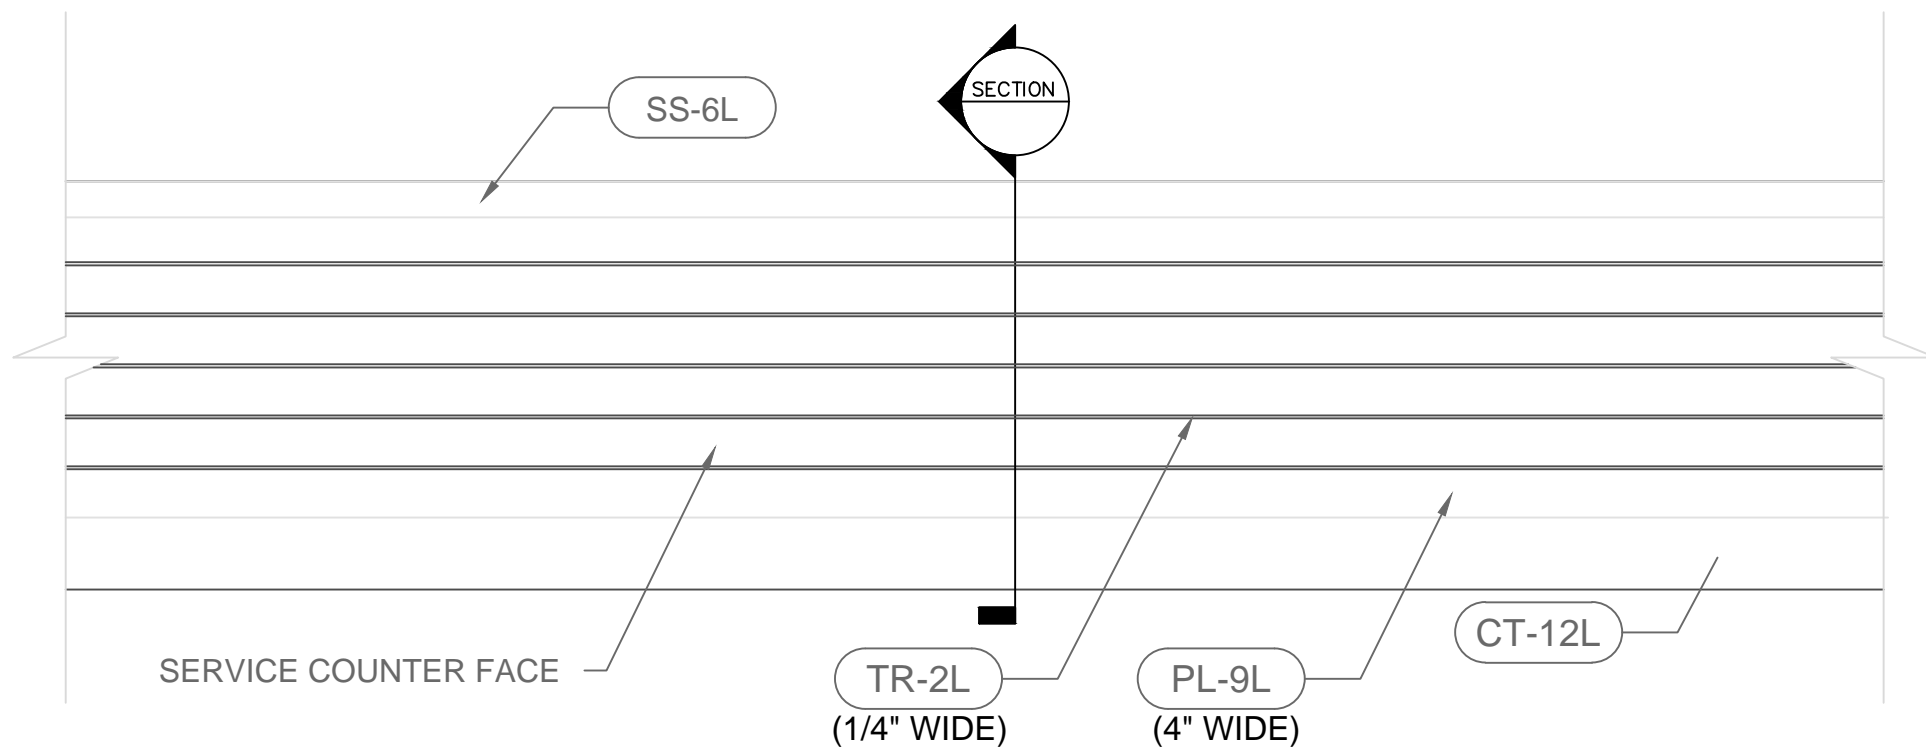 SECTION
SS-6L
CT-12L
SERVICE COUNTER FACE
TR-2L
(1/4" WIDE)
PL-9L
(4" WIDE)